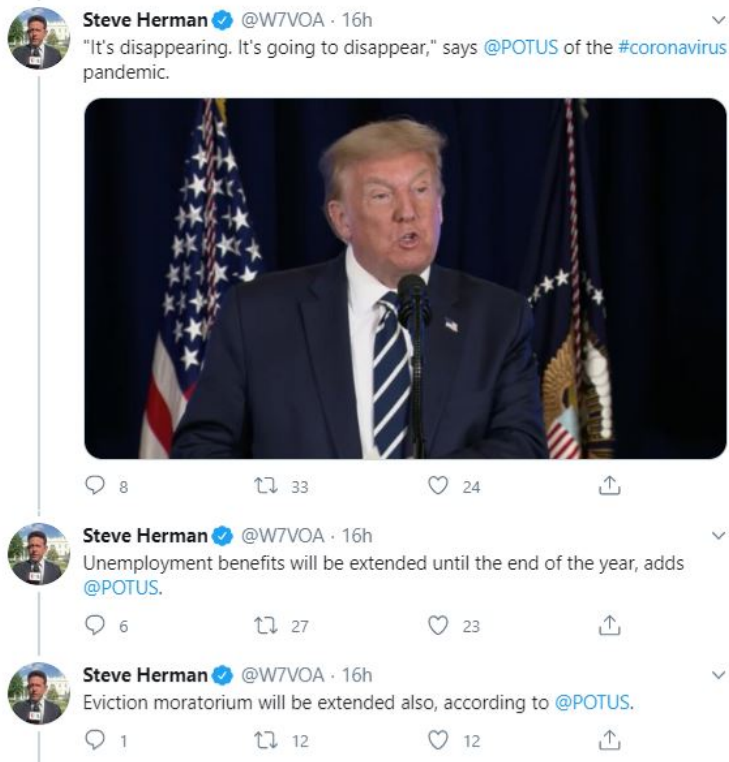 Steve Herman @W7VOA · 16h
"It's disappearing. It's going to disappear," says @POTUS of the #coronavirus
pandemic.
8 33 24
Steve Herman @W7VOA · 16h
Unemployment benefits will be extended until the end of the year, adds
@POTUS.
6 27 23
Steve Herman @W7VOA · 16h
Eviction moratorium will be extended also, according to @POTUS.
1 12 12